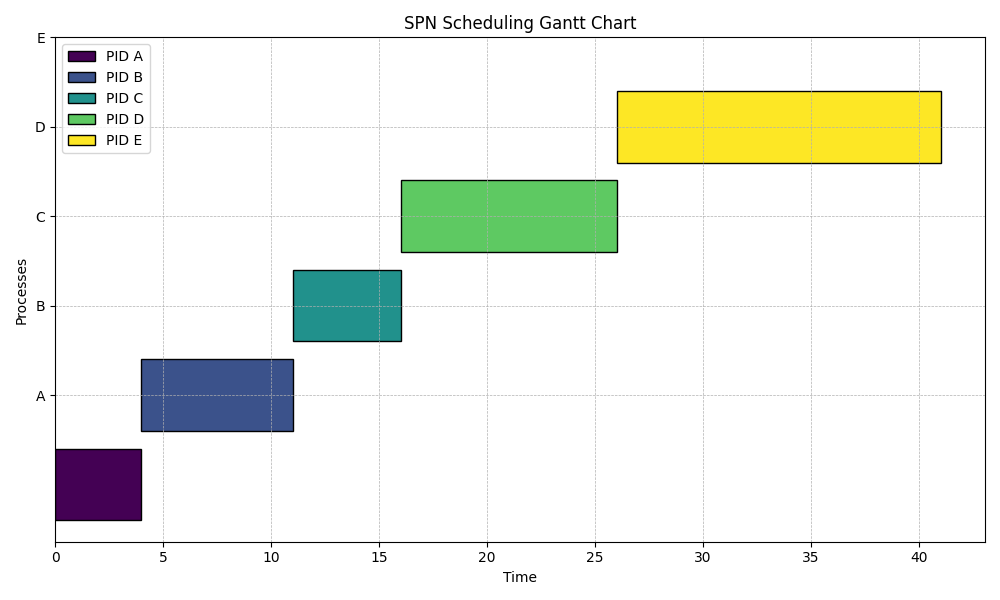 SPN Scheduling Gantt Chart
E
D
C
B
A
Processes
PID A
PID B
PID C
PID D
PID E
0 5 10 15 20 25 30 35 40
Time